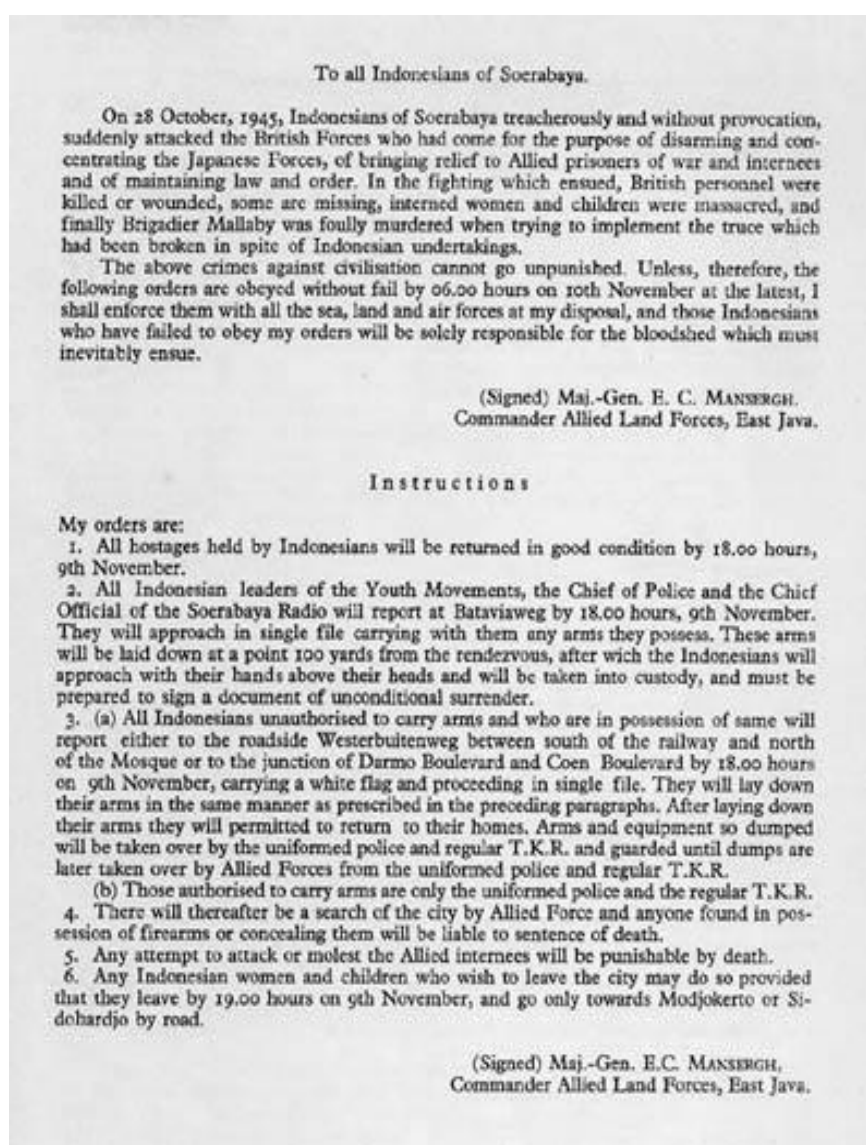 To all Indonesians of Soerabaya.
On 28 October, 1945, Indonesians of Soerabaya treacherously and without provocation,
suddenly attacked the British Forces who had come for the purpose of disarming and con-
centrating the Japanese Forces, of bringing relief to Allied prisoners of war and internees
and of maintaining law and order. In the fighting which ensued, British personnel were
killed or wounded, some are missing, interned women and children were massacred, and
finally Brigadier Mallaby was foully murdered when trying to implement the truce which
had been broken in spite of Indonesian undertakings.
The above crimes against civilisation cannot go unpunished. Unless, therefore, the
following orders are obeyed without fail by 06.00 hours on 10th November at the latest, I
shall enforce them with all the sea, land and air forces at my disposal, and those Indonesians
who have failed to obey my orders will be solely responsible for the bloodshed which must
inevitably ensue.
(Signed) Maj.-Gen. E. C. MANSERGH.
Commander Allied Land Forces, East Java.
Instructions
My orders are:
1. All hostages held by Indonesians will be returned in good condition by 18.00 hours,
9th November.
2. All Indonesian leaders of the Youth Movements, the Chief of Police and the Chief
Official of the Soerabaya Radio will report at Bataviaweg by 18.00 hours, 9th November.
They will approach in single file carrying with them any arms they possess. These arms
will be laid down at a point 100 yards from the rendezvous, after wich the Indonesians will
approach with their hands above their heads and will be taken into custody, and must be
prepared to sign a document of unconditional surrender.
3. (a) All Indonesians unauthorised to carry arms and who are in possession of same will
report either to the roadside Westerbuitenweg between south of the railway and north
of the Mosque or to the junction of Darmo Boulevard and Coen Boulevard by 18.00 hours
on 9th November, carrying a white flag and proceeding in single file. They will lay down
their arms in the same manner as prescribed in the preceding paragraphs. After laying down
their arms they will permitted to return to their homes. Arms and equipment so dumped
will be taken over by the uniformed police and regular T.K.R. and guarded until dumps are
later taken over by Allied Forces from the uniformed police and regular T.K.R.
(b) Those authorised to carry arms are only the uniformed police and the regular T.K.R.
4. There will thereafter be a search of the city by Allied Force and anyone found in pos-
session of firearms or concealing them will be liable to sentence of death.
5. Any attempt to attack or molest the Allied internees will be punishable by death.
6. Any Indonesian women and children who wish to leave the city may do so provided
that they leave by 19.00 hours on 9th November, and go only towards Modjokerto or Si-
dohardjo by road.
(Signed) Maj.-Gen. E.C. MANSERGH,
Commander Allied Land Forces, East Java.